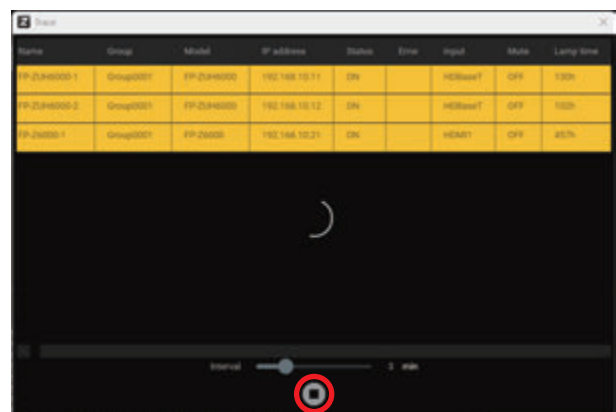 Z Trace
Name Group Model IP address Status Error Input Mute Lamp time
FP-ZUH6000-1 Group0001 FP-ZUH6000 192.168.10.11 ON HDBaseT OFF 130h
FP-ZUH6000-2 Group0001 FP-ZUH6000 192.168.10.12 ON HDBaseT OFF 102h
FP-Z6000-1 Group0001 FP-Z6000 192.168.10.21 ON HDMI1 OFF 457h
Interval 3 min